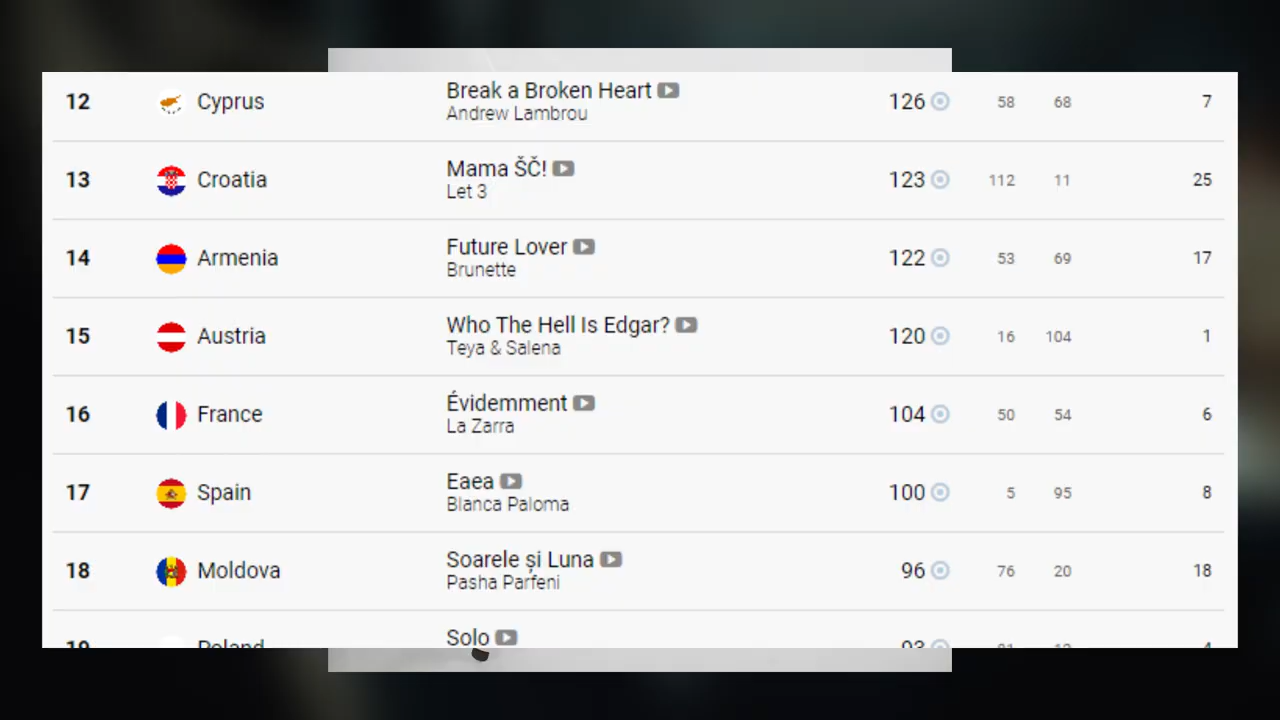 12 Cyprus Break a Broken Heart 126 58 68 7
Andrew Lambrou
13 Croatia Mama ŠČ! 123 112 11 25
Let 3
14 Armenia Future Lover 122 53 69 17
Brunette
15 Austria Who The Hell Is Edgar? 120 16 104 1
Teya & Salena
16 France Évidemment 104 50 54 6
La Zarra
17 Spain Eaea 100 5 95 8
Blanca Paloma
18 Moldova Soarele și Luna 96 76 20 18
Pasha Parfeni
19 Poland Solo 93